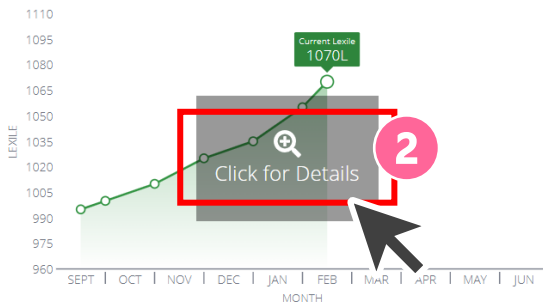 1110
1095
1080
1065
1050
1035
1020
1005
990
975
960
LEXILE
Current Lexile
1070L
Click for Details
2
SEPT | OCT | NOV | DEC | JAN | FEB | MAR | APR | MAY | JUN
MONTH